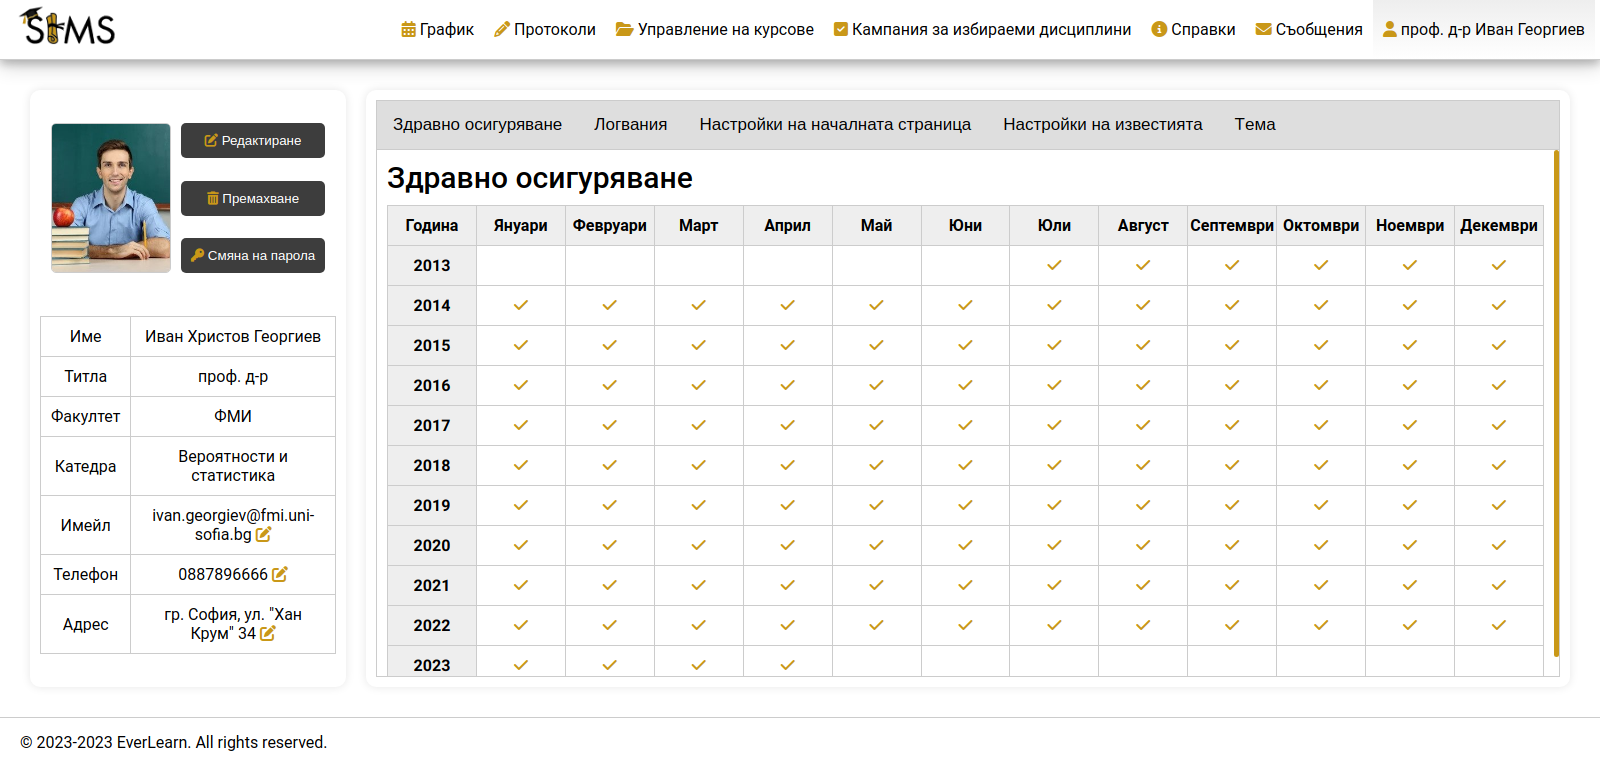 SIMS
График
Протоколи
Управление на курсове
Кампания за избираеми дисциплини
Справки
Съобщения
проф. д-р Иван Георгиев
Редактиране
Премахване
Смяна на парола
Име Иван Христов Георгиев
Титла проф. д-р
Факултет ФМИ
Катедра Вероятности и
статистика
Имейл ivan.georgiev@fmi.uni-
sofia.bg
Телефон 0887896666
Адрес гр. София, ул. "Хан
Крум" 34
Здравно осигуряване Логвания Настройки на началната страница Настройки на известията Тема
Здравно осигуряване
Година Януари Февруари Март Април Май Юни Юли Август Септември Октомври Ноември Декември
2013
2014
2015
2016
2017
2018
2019
2020
2021
2022
2023
© 2023-2023 EverLearn. All rights reserved.